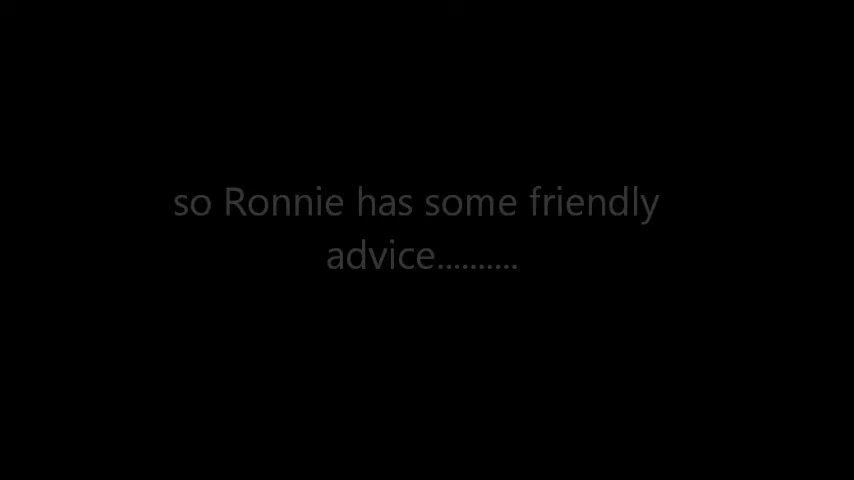 so Ronnie has some friendly
advice..........